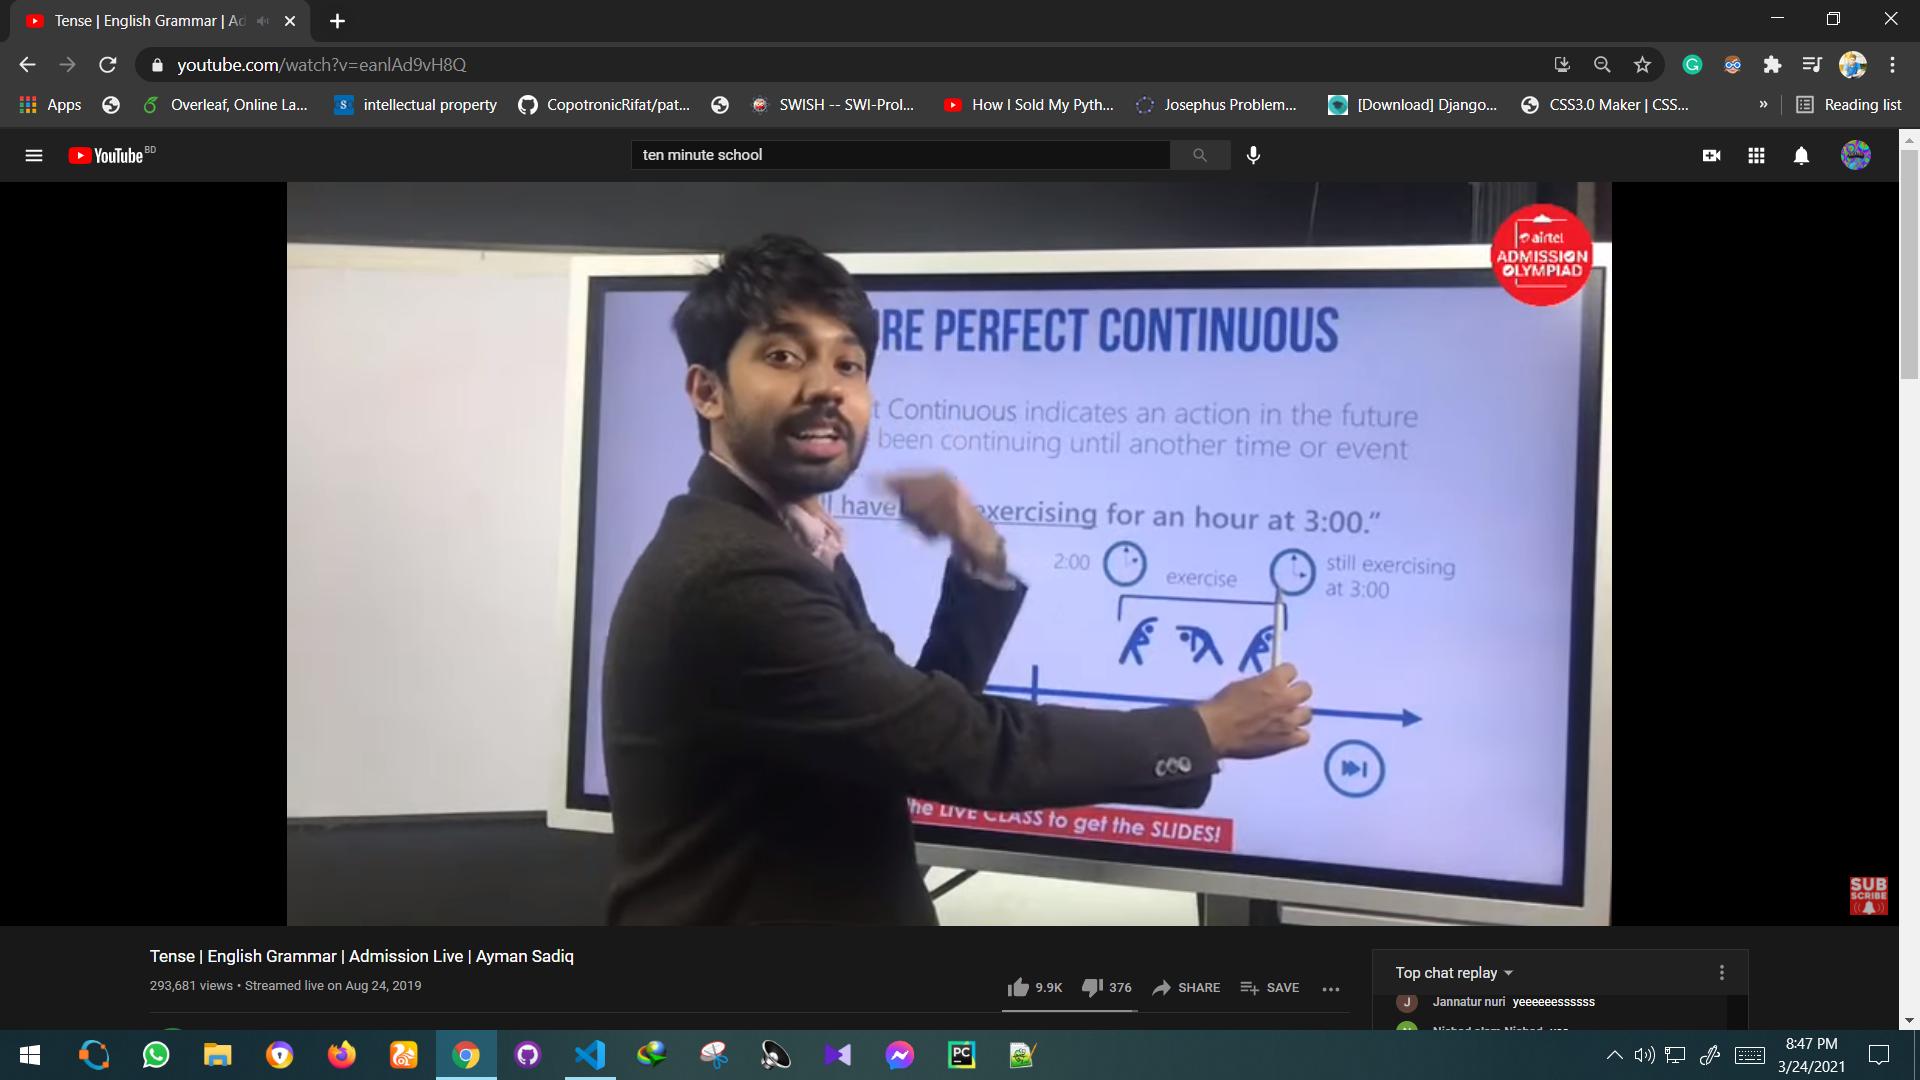 Tense | English Grammar | Ad
youtube.com/watch?v=eanlAd9vH8Q
Apps
Overleaf, Online La...
intellectual property
CopotronicRifat/pat...
SWISH -- SWI-Prol...
How I Sold My Pyth...
Josephus Problem...
[Download] Django...
CSS3.0 Maker | CSS...
»
Reading list
YouTube BD
ten minute school
airtel
ADMISSION
OLYMPIAD
RE PERFECT CONTINUOUS
t Continuous indicates an action in the future
been continuing until another time or event
ll have exercising for an hour at 3:00."
2:00
exercise
still exercising
at 3:00
he LIVE CLASS to get the SLIDES!
SUB
SCRIBE
Tense | English Grammar | Admission Live | Ayman Sadiq
293,681 views • Streamed live on Aug 24, 2019
9.9K
376
SHARE
SAVE
Top chat replay
J Jannatur nuri yeeeeeessssss
8:47 PM
3/24/2021
PC